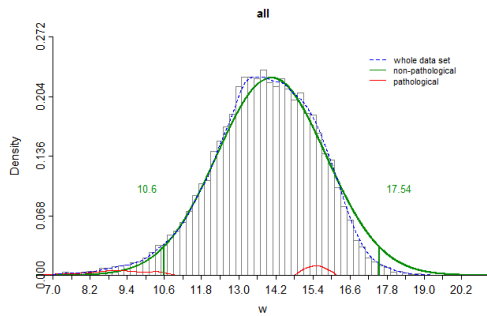 all
0.272
whole data set
non-pathological
pathological
0.204
Density
0.136
10.6
17.54
0.068
0.000
7.0 8.2 9.4 10.6 11.8 13.0 14.2 15.4 16.6 17.8 19.0 20.2
w